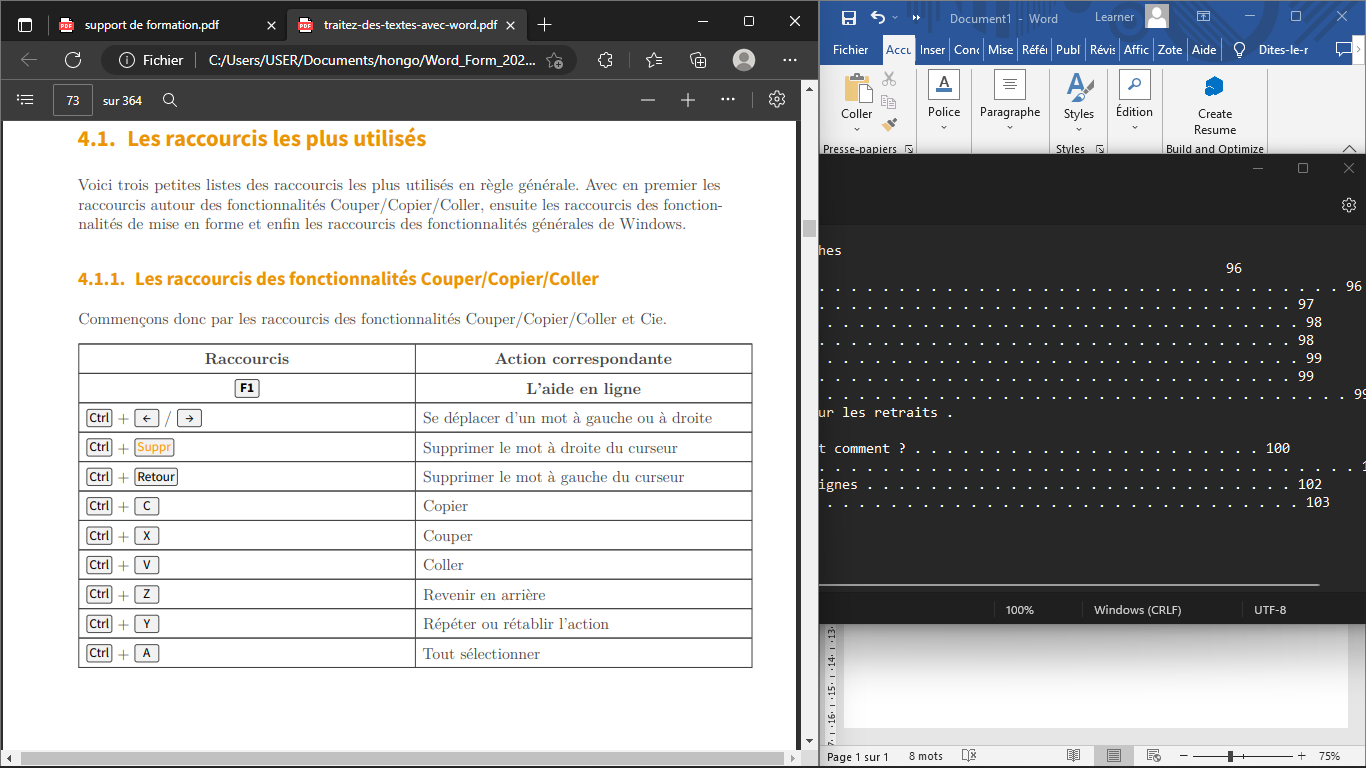 support de formation.pdf
traitez-des-textes-avec-word.pdf
Fichier
C:/Users/USER/Documents/hongo/Word_Form_202...
73
sur 364
4.1. Les raccourcis les plus utilisés
Voici trois petites listes des raccourcis les plus utilisés en règle générale. Avec en premier les
raccourcis autour des fonctionnalités Couper/Copier/Coller, ensuite les raccourcis des fonction-
nalités de mise en forme et enfin les raccourcis des fonctionnalités générales de Windows.
4.1.1. Les raccourcis des fonctionnalités Couper/Copier/Coller
Commençons donc par les raccourcis des fonctionnalités Couper/Copier/Coller et Cie.
Raccourcis Action correspondante
F1 L'aide en ligne
Ctrl + ← / → Se déplacer d'un mot à gauche ou à droite
Ctrl + Suppr Supprimer le mot à droite du curseur
Ctrl + Retour Supprimer le mot à gauche du curseur
Ctrl + C Copier
Ctrl + X Couper
Ctrl + V Coller
Ctrl + Z Revenir en arrière
Ctrl + Y Répéter ou rétablir l'action
Ctrl + A Tout sélectionner
Document1 - Word Learner
Fichier Accu Inser Conc Mise Réfé Publ Révis Affic Zote Aide Dites-le-r
Coller
Police
Paragraphe
Styles
Édition
Create
Resume
Presse-papiers
Styles
Build and Optimize
hes
96
. . . . . . . . . . . . . . . . . . . . . . . . . . . . . . . . . 96
. . . . . . . . . . . . . . . . . . . . . . . . . . . . . . 97
. . . . . . . . . . . . . . . . . . . . . . . . . . . . . . 98
. . . . . . . . . . . . . . . . . . . . . . . . . . . . . . 98
. . . . . . . . . . . . . . . . . . . . . . . . . . . . . . 99
. . . . . . . . . . . . . . . . . . . . . . . . . . . . . . 99
. . . . . . . . . . . . . . . . . . . . . . . . . . . . . . . . . . 99
ur les retraits .
t comment ? . . . . . . . . . . . . . . . . . . . . . . 100
. . . . . . . . . . . . . . . . . . . . . . . . . . . . . . . . . . 1
ignes . . . . . . . . . . . . . . . . . . . . . . . . . . . 102
. . . . . . . . . . . . . . . . . . . . . . . . . . . . . . 103
100%
Windows (CRLF)
UTF-8
13
14
15
16
Page 1 sur 1
8 mots
75%